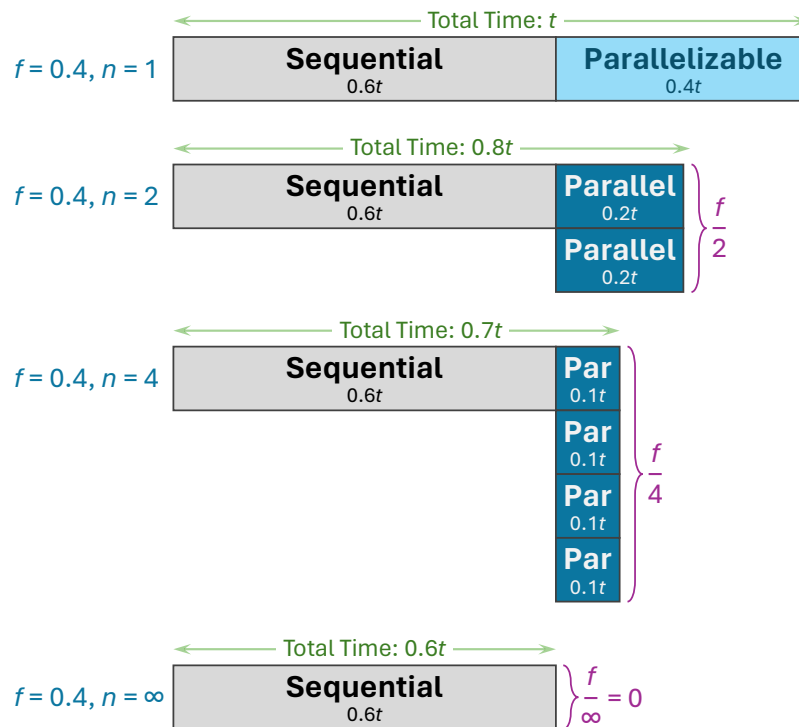 Total Time: t
f = 0.4, n = 1
Sequential
0.6t
Parallelizable
0.4t
Total Time: 0.8t
f = 0.4, n = 2
Sequential
0.6t
Parallel
0.2t
Parallel
0.2t
f
2
Total Time: 0.7t
f = 0.4, n = 4
Sequential
0.6t
Par
0.1t
Par
0.1t
Par
0.1t
Par
0.1t
f
4
Total Time: 0.6t
f = 0.4, n = ∞
Sequential
0.6t
f
∞
= 0